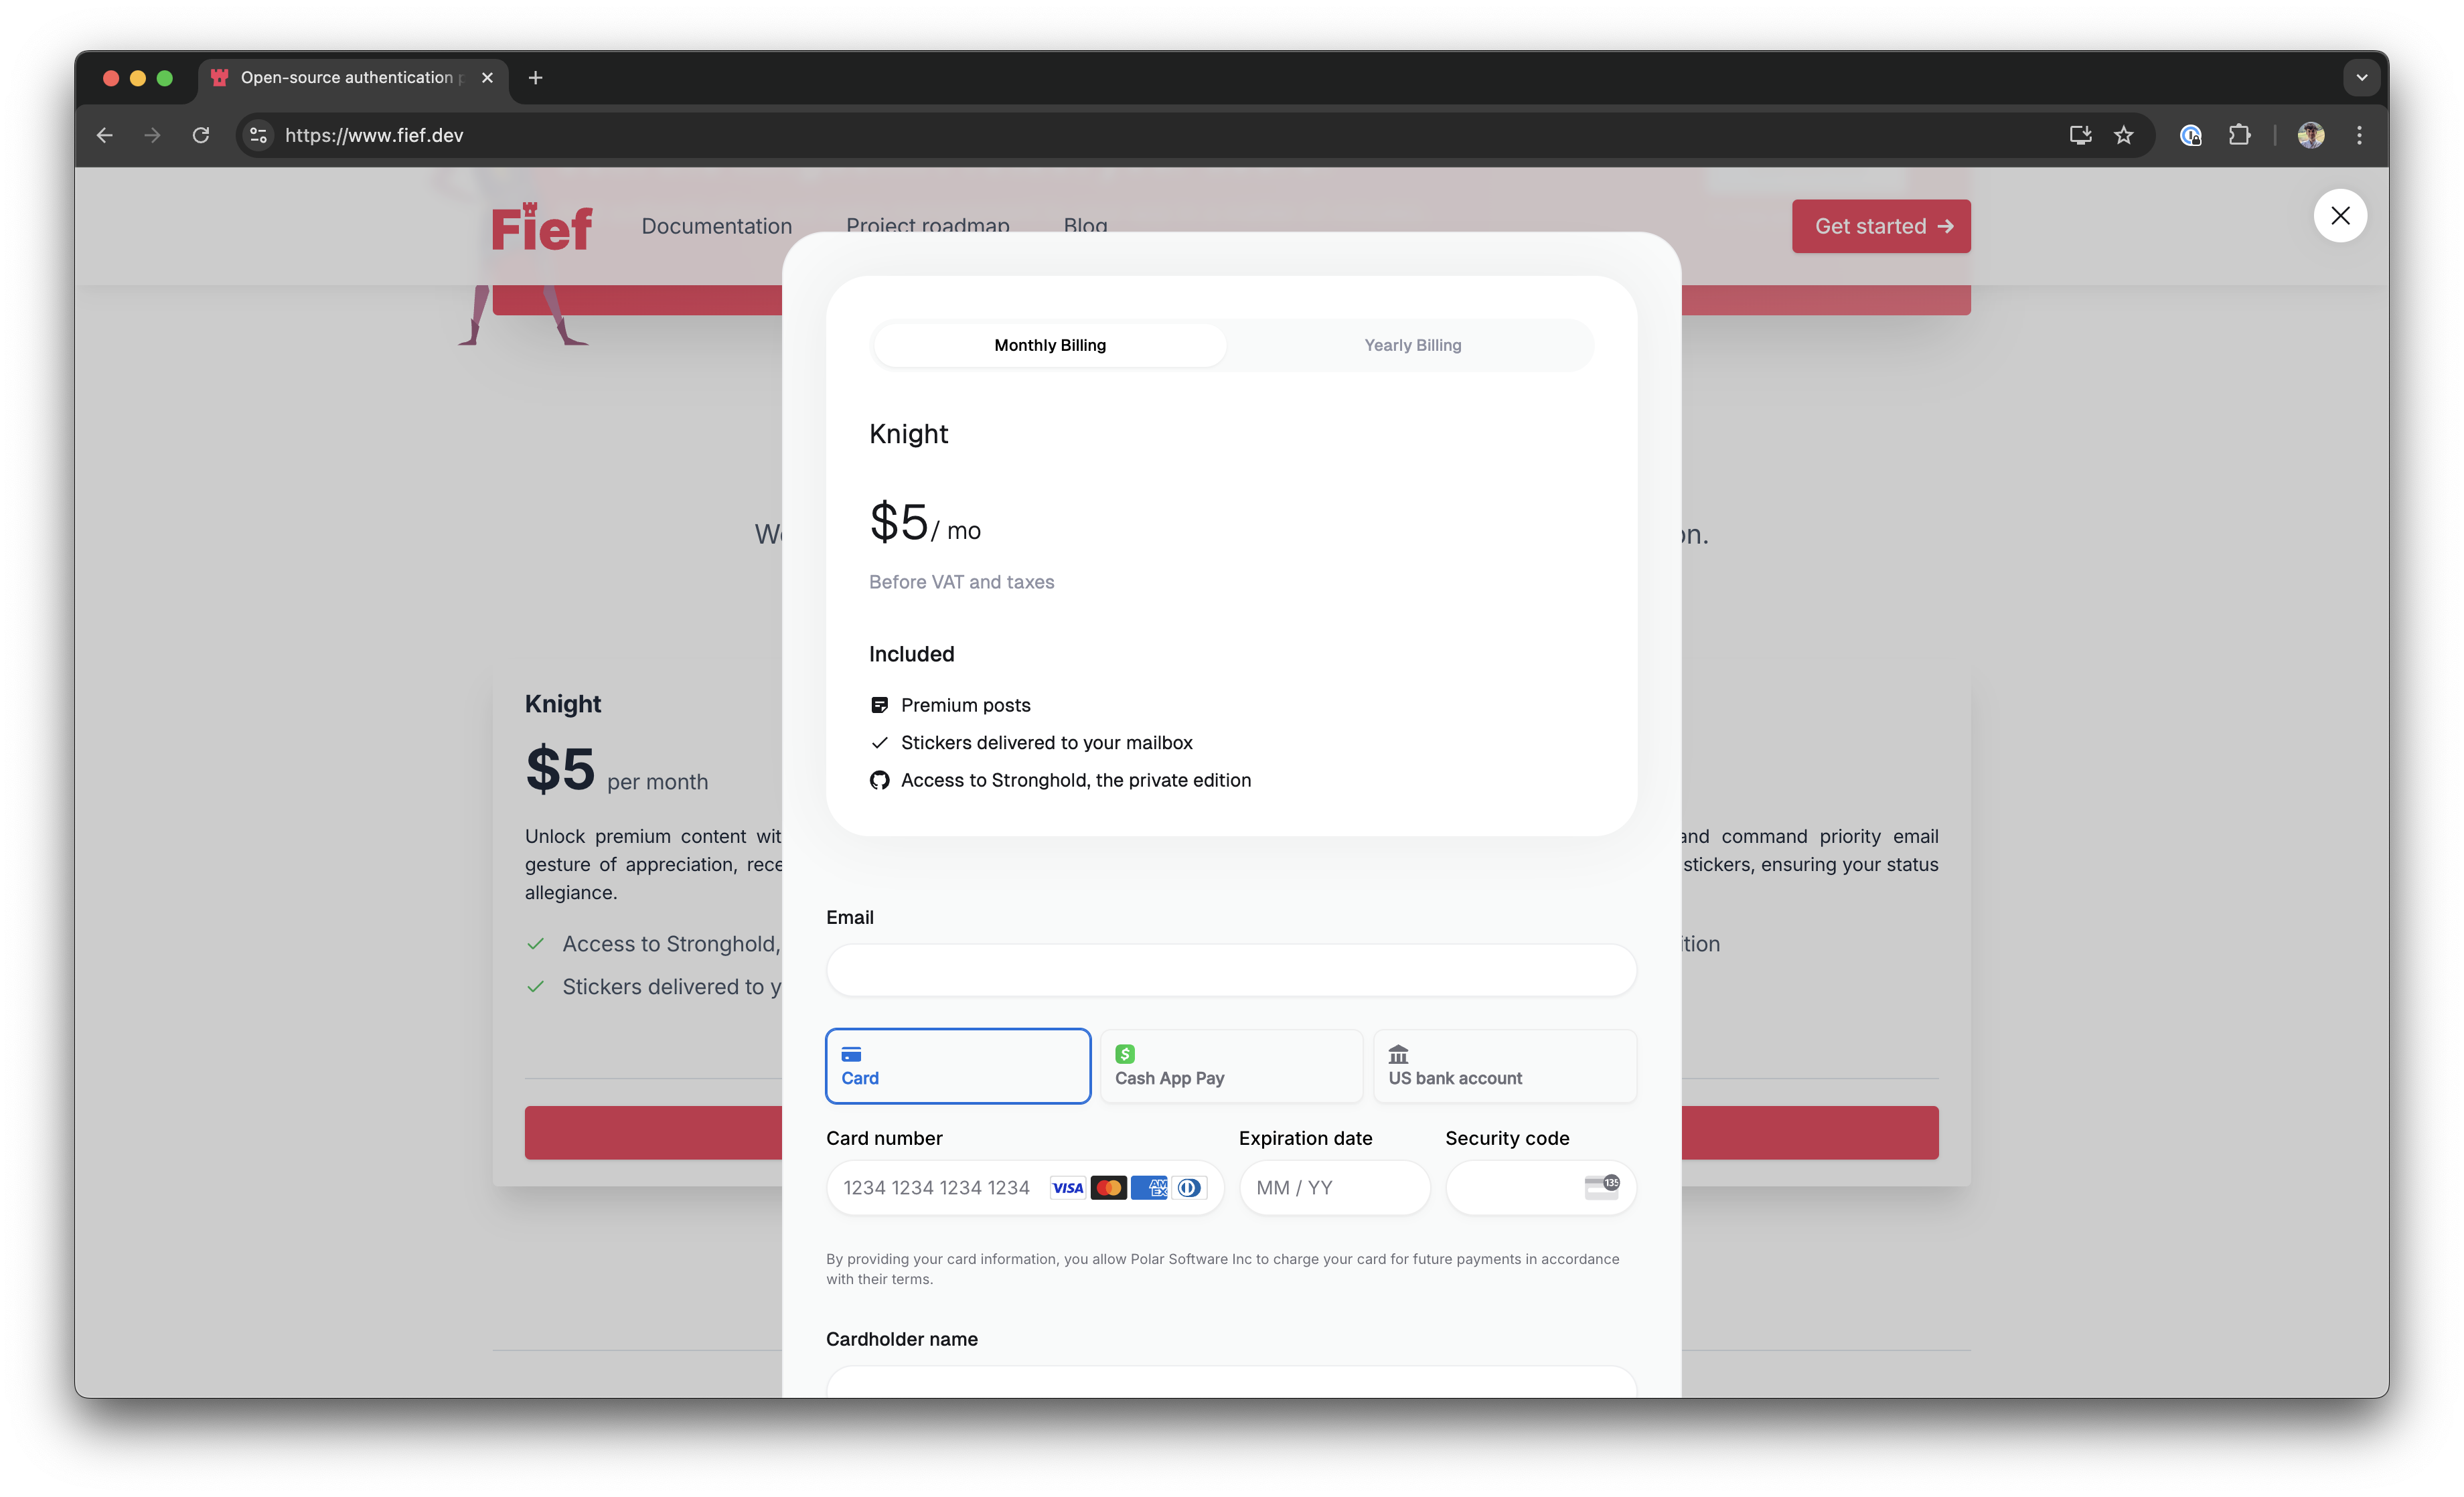 Open-source authentication
https://www.fief.dev
Fief
Documentation
Project roadmap
Blog
Get started →
Monthly Billing
Yearly Billing
Knight
$5/ mo
Before VAT and taxes
Included
Premium posts
Stickers delivered to your mailbox
Access to Stronghold, the private edition
on.
Knight
$5 per month
Unlock premium content
gesture of appreciation,
allegiance.
Access to Stronghold,
Stickers delivered to
and command priority email
stickers, ensuring your status
Email
Card
Cash App Pay
US bank account
Card number
Expiration date
Security code
1234 1234 1234 1234
VISA
AM
EX
MM / YY
135
By providing your card information, you allow Polar Software Inc to charge your card for future payments in accordance
with their terms.
Cardholder name